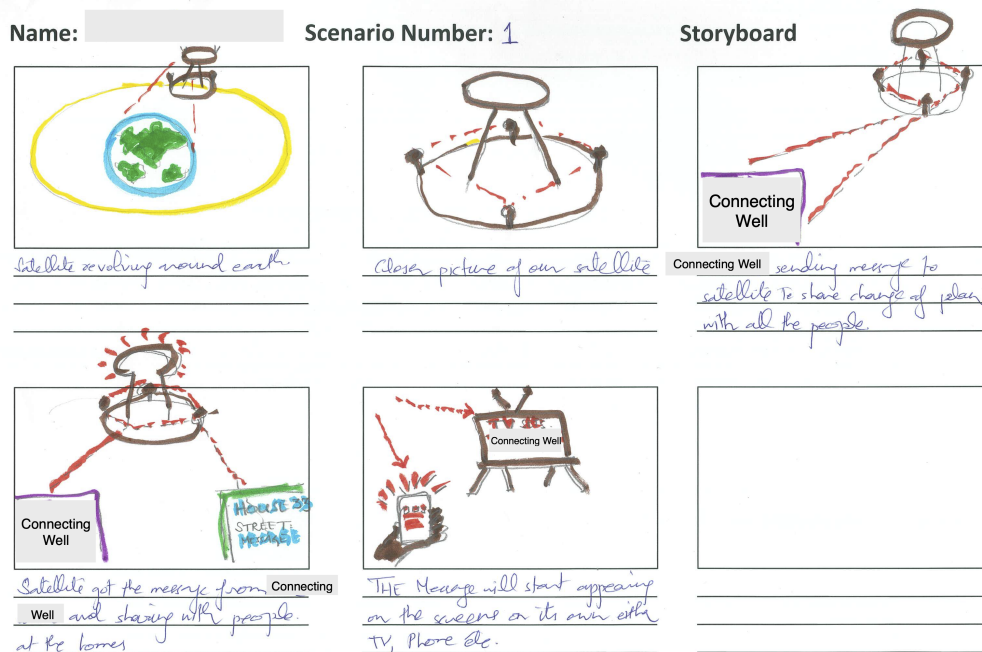 Name:
Scenario Number: 1
Storyboard
Satellite revolving around earth.
Closer picture of our satellite
Connecting
Well
Connecting Well sending message to
satellite To share change of plan
with all the people.
Connecting
Well
HOUSE 33
STREET:
MESSAGE
Satellite got the message from Connecting
Well and sharing with people.
at the homes
TV
Connecting Well
THE Message will start appearing
on the screens on its own either
TV, Phone etc.